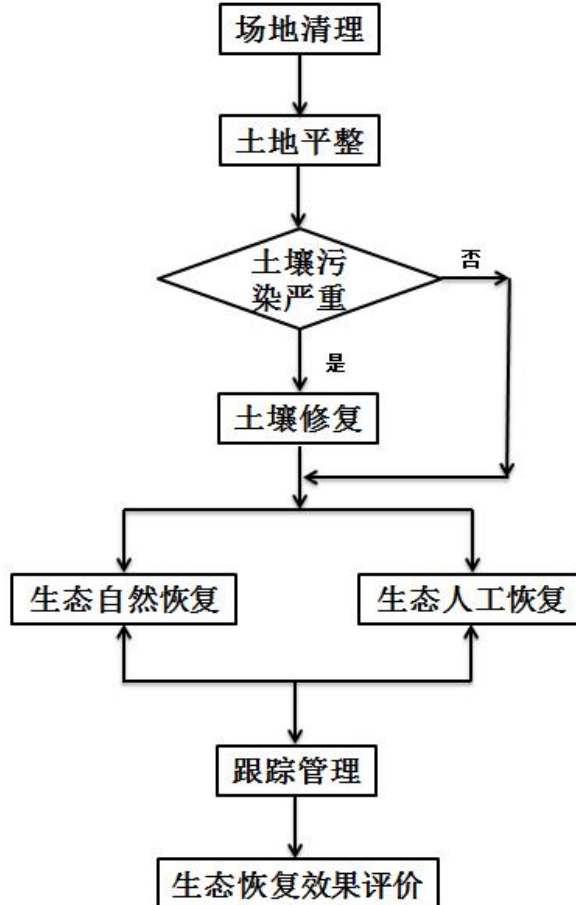 场地清理
土地平整
土壤污
染严重
否
是
土壤修复
生态自然恢复
生态人工恢复
跟踪管理
生态恢复效果评价